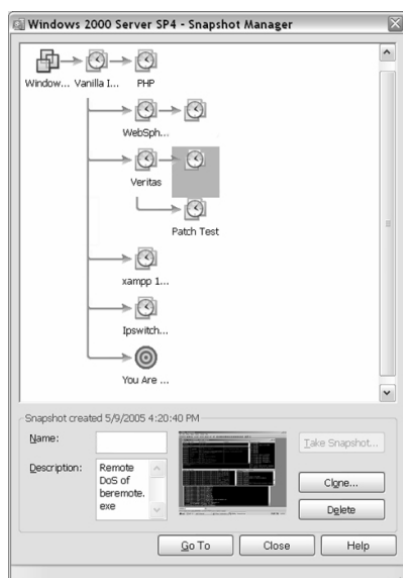 Windows 2000 Server SP4 - Snapshot Manager
Window... Vanilla I... PHP
WebSph...
Veritas
Patch Test
xampp 1...
Ipswitch...
You Are ...
Snapshot created 5/9/2005 4:20:40 PM
Name:
Take Snapshot...
Description:
Remote
DoS of
beremote.
exe
Clone...
Delete
Go To Close Help